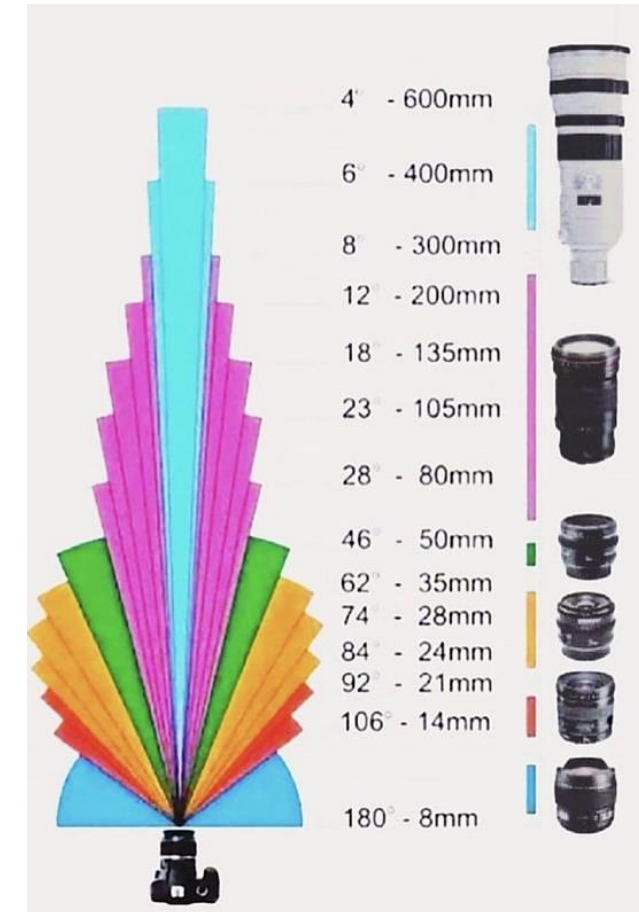 4° - 600mm
6° - 400mm
8° - 300mm
12° - 200mm
18° - 135mm
23° - 105mm
28° - 80mm
46° - 50mm
62° - 35mm
74° - 28mm
84° - 24mm
92° - 21mm
106° - 14mm
180° - 8mm